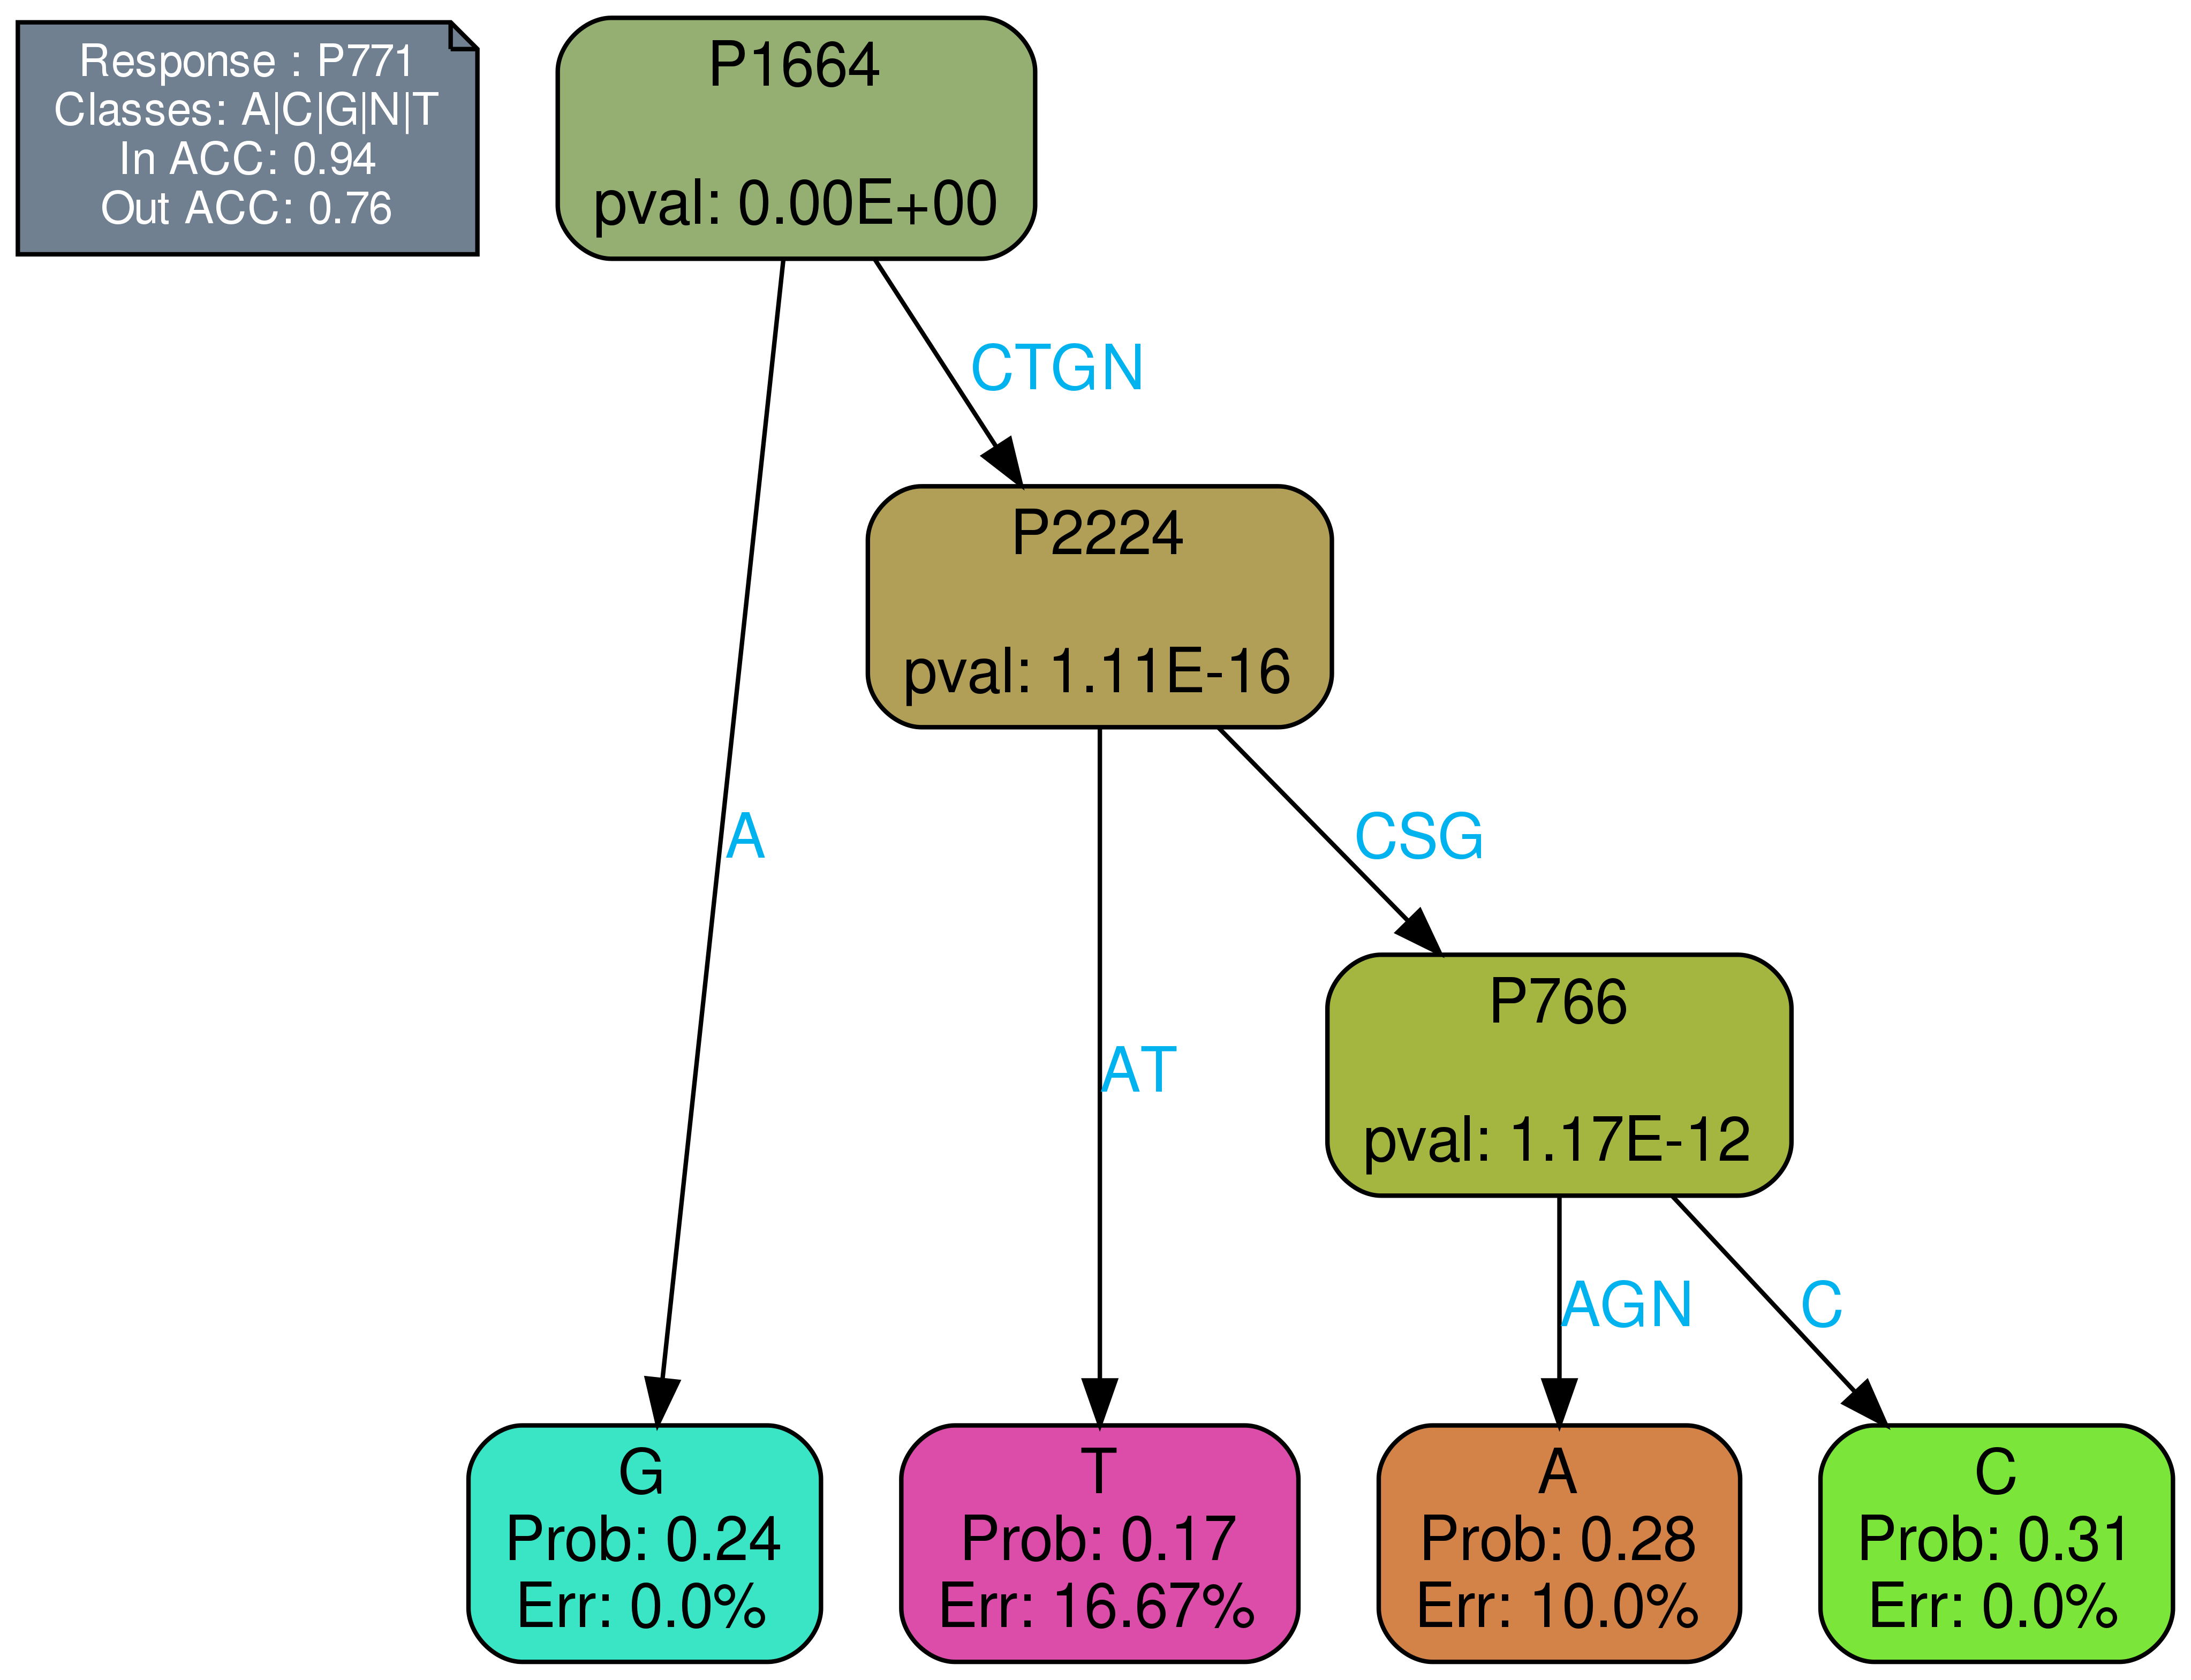 Response : P771
Classes: A|C|G|N|T
In ACC: 0.94
Out ACC: 0.76
P1664
pval: 0.00E+00
CTGN
P2224
pval: 1.11E-16
A
CSG
P766
AT
pval: 1.17E-12
AGN
C
G
Prob: 0.24
Err: 0.0%
T
Prob: 0.17
Err: 16.67%
A
Prob: 0.28
Err: 10.0%
C
Prob: 0.31
Err: 0.0%